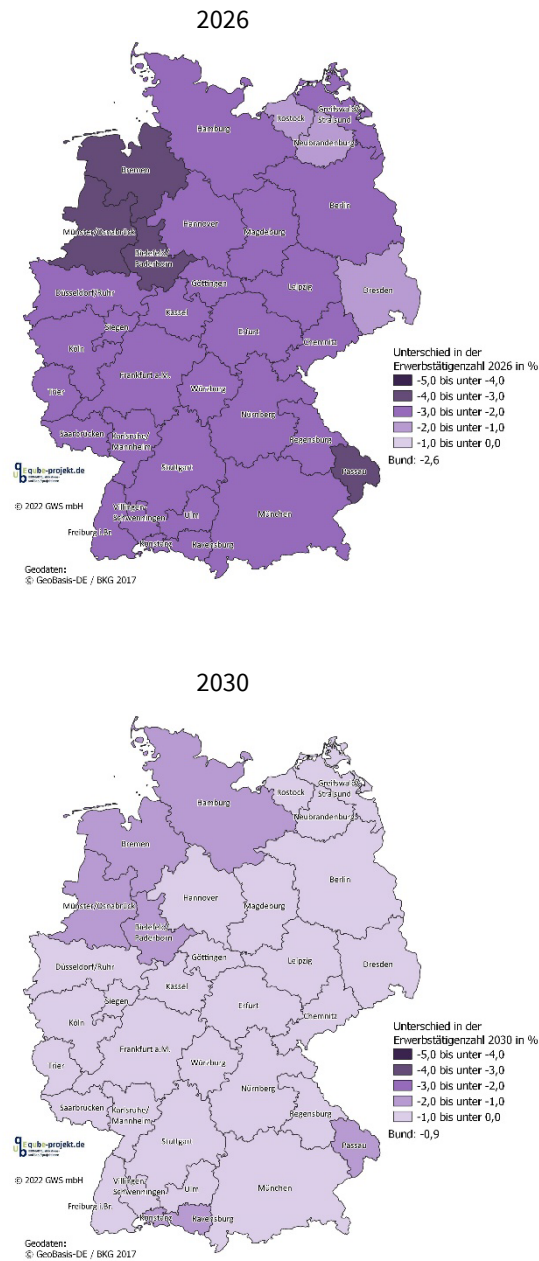 2026
Greifswald/
Stralsund
Rostock
Hamburg
Neubrandenburg
Bremen
Berlin
Hannover
Magdeburg
Münster/Osnabrück
Bielefeld/
Paderborn
Göttingen
Leipzig
Dresden
Düsseldorf/Ruhr
Kassel
Siegen
Erfurt
Chemnitz
Köln
Frankfurt a.M.
Trier
Würzburg
Nürnberg
Saarbrücken
Karlsruhe/
Mannheim
Regensburg
Stuttgart
Passau
Villingen-
Schwenningen
Ulm
München
Freiburg i.Br.
Konstanz
Ravensburg
Unterschied in der
Erwerbstätigenzahl 2026 in %
-5,0 bis unter -4,0
-4,0 bis unter -3,0
-3,0 bis unter -2,0
-2,0 bis unter -1,0
-1,0 bis unter 0,0
Bund: -2,6
qube-projekt.de
© 2022 GWS mbH
Geodaten:
© GeoBasis-DE / BKG 2017
2030
Greifswald/
Stralsund
Rostock
Hamburg
Neubrandenburg
Bremen
Berlin
Hannover
Magdeburg
Münster/Osnabrück
Bielefeld/
Paderborn
Göttingen
Leipzig
Dresden
Düsseldorf/Ruhr
Kassel
Siegen
Erfurt
Chemnitz
Köln
Frankfurt a.M.
Trier
Würzburg
Nürnberg
Saarbrücken
Karlsruhe/
Mannheim
Regensburg
Stuttgart
Passau
Villingen-
Schwenningen
Ulm
München
Freiburg i.Br.
Konstanz
Ravensburg
Unterschied in der
Erwerbstätigenzahl 2030 in %
-5,0 bis unter -4,0
-4,0 bis unter -3,0
-3,0 bis unter -2,0
-2,0 bis unter -1,0
-1,0 bis unter 0,0
Bund: -0,9
qube-projekt.de
© 2022 GWS mbH
Geodaten:
© GeoBasis-DE / BKG 2017